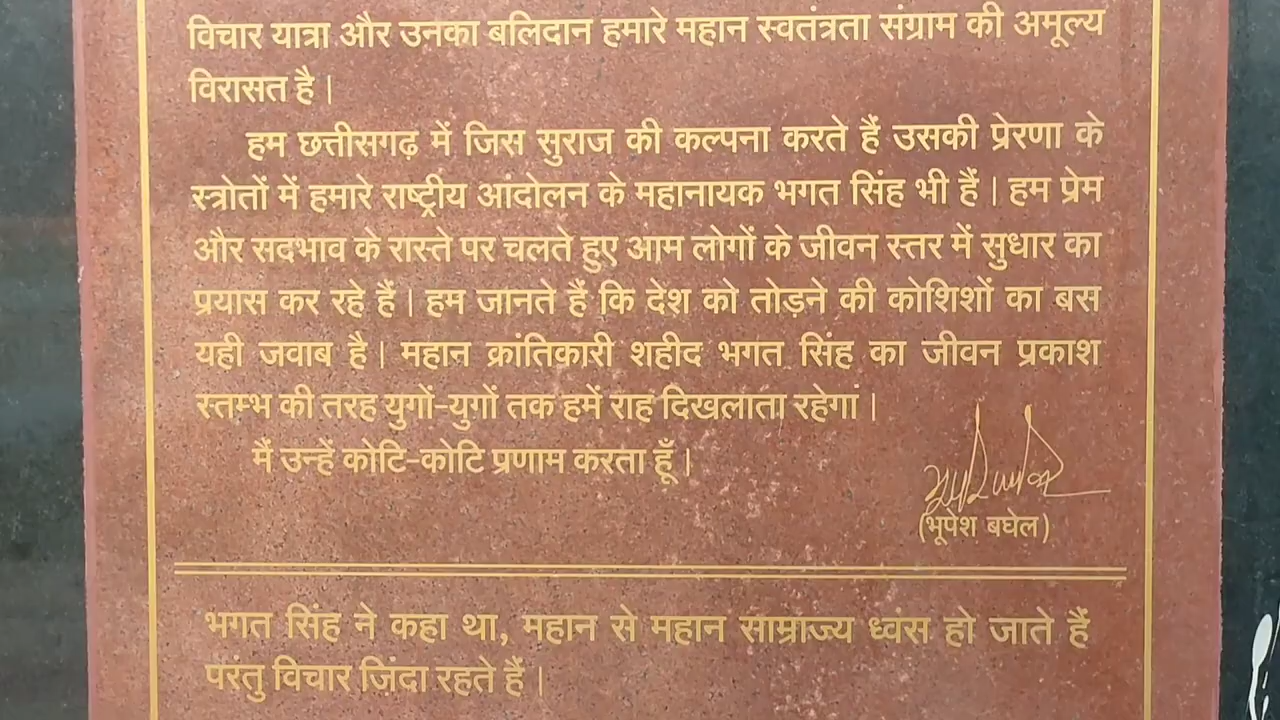 विचार यात्रा और उनका बलिदान हमारे महान स्वतंत्रता संग्राम की अमूल्य
विरासत है।
हम छत्तीसगढ़ में जिस सुराज की कल्पना करते हैं उसकी प्रेरणा के
स्त्रोतों में हमारे राष्ट्रीय आंदोलन के महानायक भगत सिंह भी हैं। हम प्रेम
और सदभाव के रास्ते पर चलते हुए आम लोगों के जीवन स्तर में सुधार का
प्रयास कर रहे हैं। हम जानते हैं कि देश को तोड़ने की कोशिशों का बस
यही जवाब है। महान क्रांतिकारी शहीद भगत सिंह का जीवन प्रकाश
स्तम्भ की तरह युगों-युगों तक हमें राह दिखलाता रहेगा।
मैं उन्हें कोटि-कोटि प्रणाम करता हूँ।
(भूपेश बघेल)
भगत सिंह ने कहा था, महान से महान साम्राज्य ध्वंस हो जाते हैं
परंतु विचार जिंदा रहते हैं।